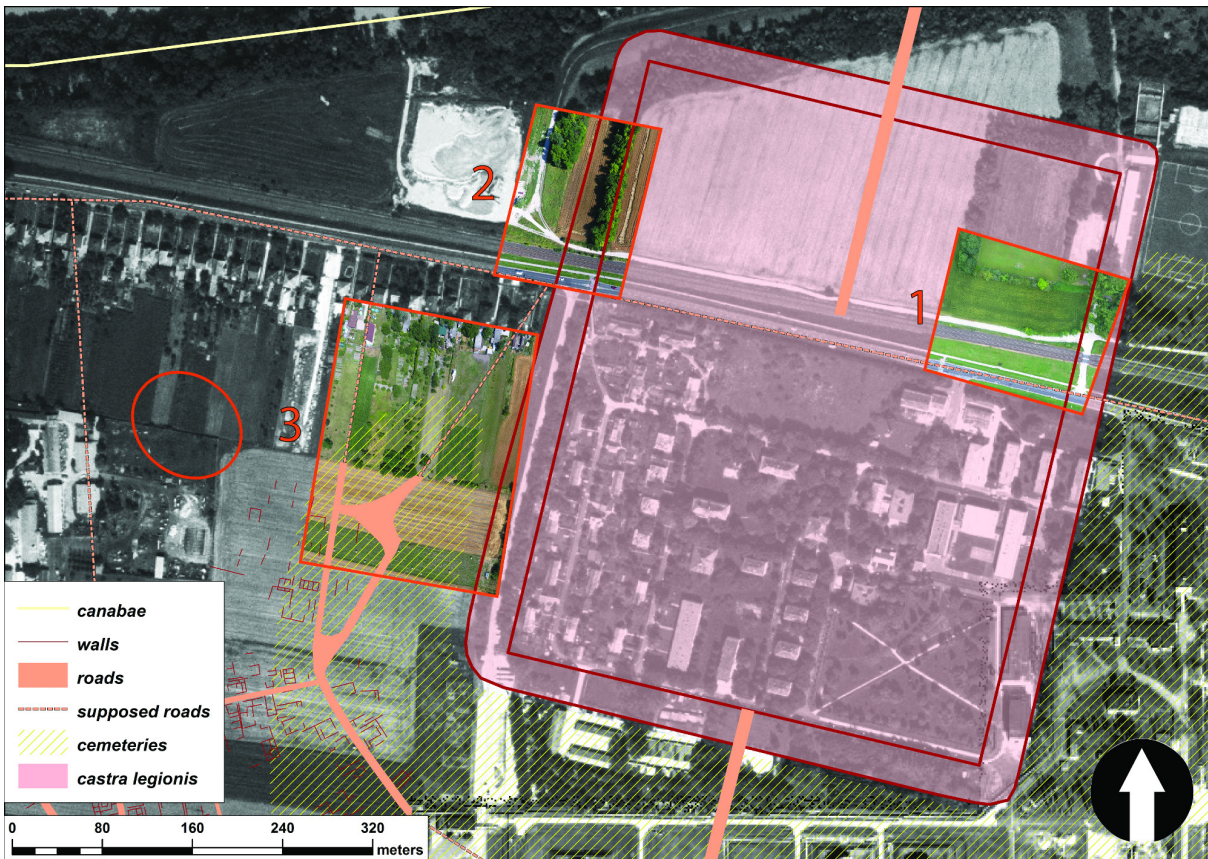 2
1
3
canabae
walls
roads
supposed roads
cemeteries
castra legionis
0 80 160 240 320
meters